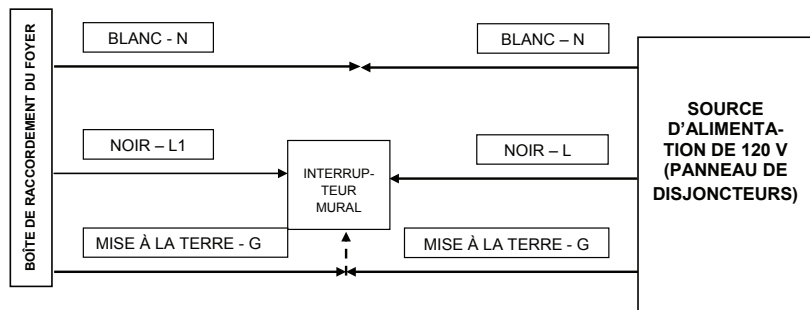 BOÎTE DE RACCORDEMENT DU FOYER
BLANC - N
BLANC – N
NOIR – L1
INTERRUP-
TEUR
MURAL
NOIR – L
MISE À LA TERRE - G
MISE À LA TERRE - G
SOURCE
D'ALIMENTA-
TION DE 120 V
(PANNEAU DE
DISJONCTEURS)